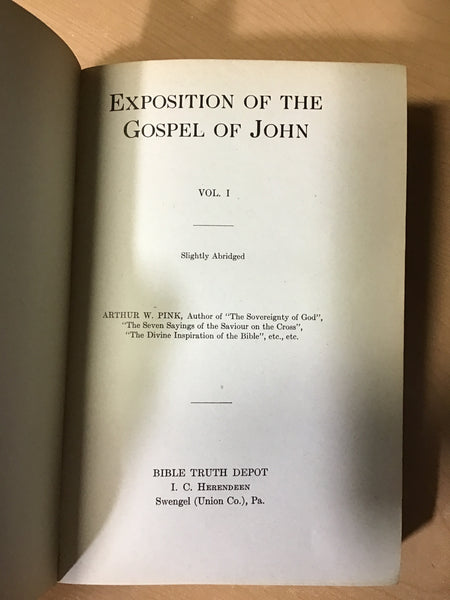 EXPOSITION OF THE
GOSPEL OF JOHN
VOL. I
Slightly Abridged
ARTHUR W. PINK, Author of "The Sovereignty of God",
"The Seven Sayings of the Saviour on the Cross",
"The Divine Inspiration of the Bible", etc., etc.
BIBLE TRUTH DEPOT
I. C. HERENDEEN
Swengel (Union Co.), Pa.